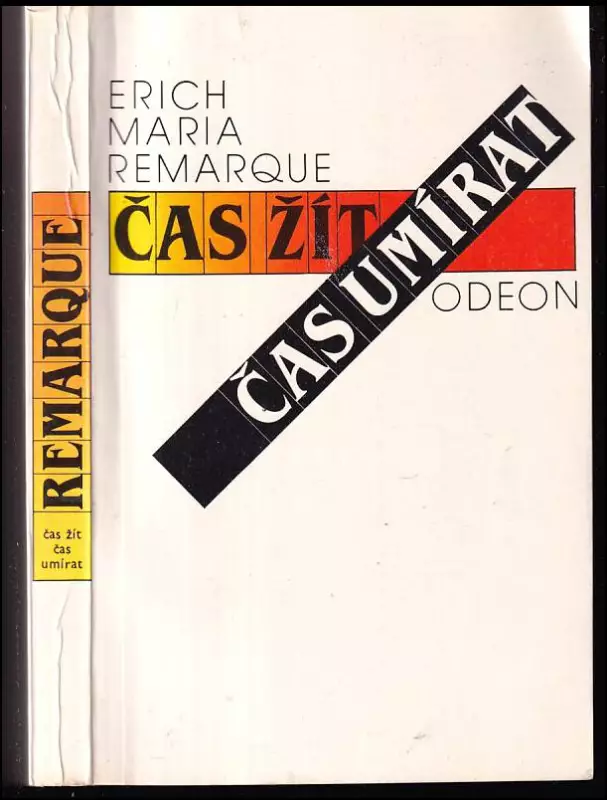 ERICH
MARIA
REMARQUE
ČAS ŽÍT
ČAS UMÍRAT
ODEON
REMARQUE
čas žít
čas
umírat